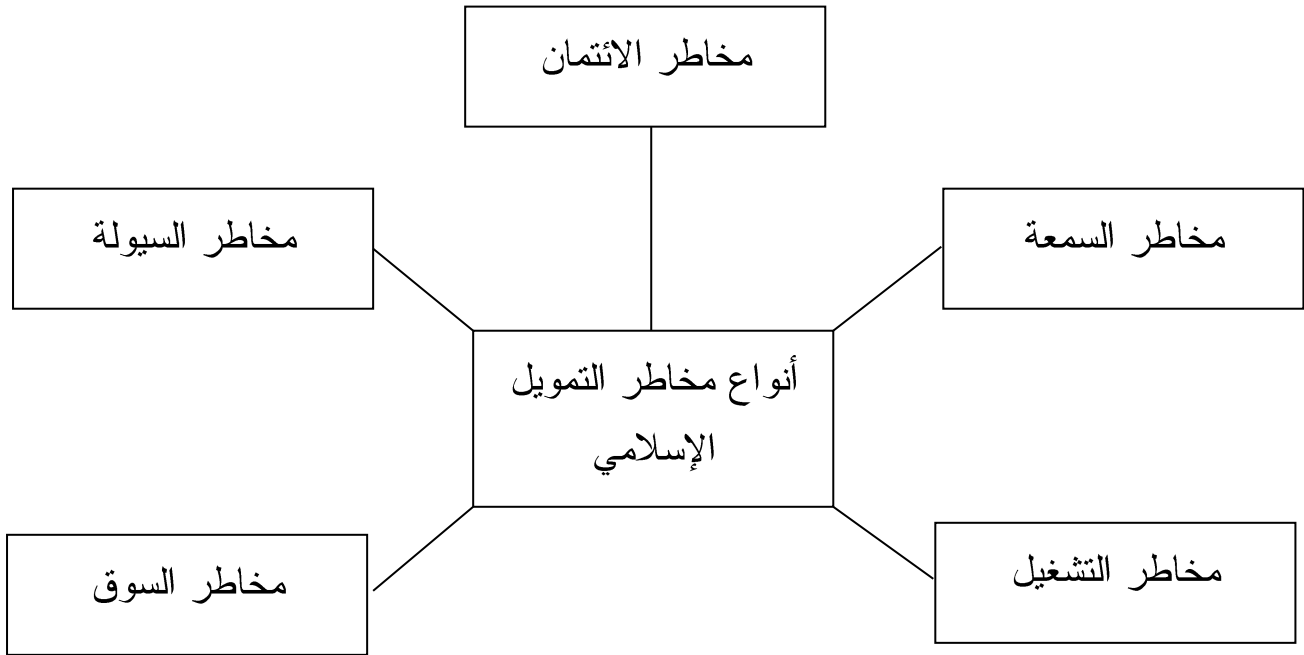 مخاطر الائتمان
مخاطر السمعة
مخاطر السيولة
أنواع مخاطر التمويل
الإسلامي
مخاطر التشغيل
مخاطر السوق